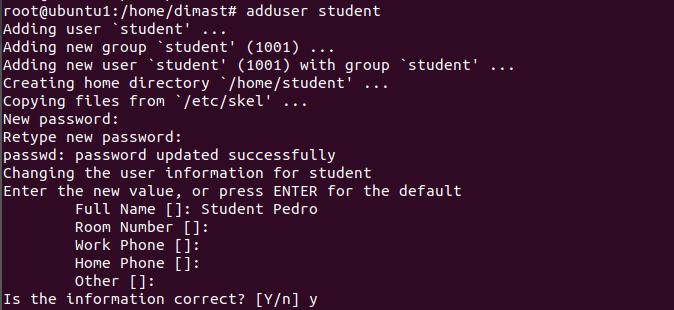 root@ubuntu1:/home/dimast# adduser student
Adding user `student' ...
Adding new group `student' (1001) ...
Adding new user `student' (1001) with group `student' ...
Creating home directory `/home/student' ...
Copying files from `/etc/skel' ...
New password:
Retype new password:
passwd: password updated successfully
Changing the user information for student
Enter the new value, or press ENTER for the default
        Full Name []: Student Pedro
        Room Number []:
        Work Phone []:
        Home Phone []:
        Other []:
Is the information correct? [Y/n] y